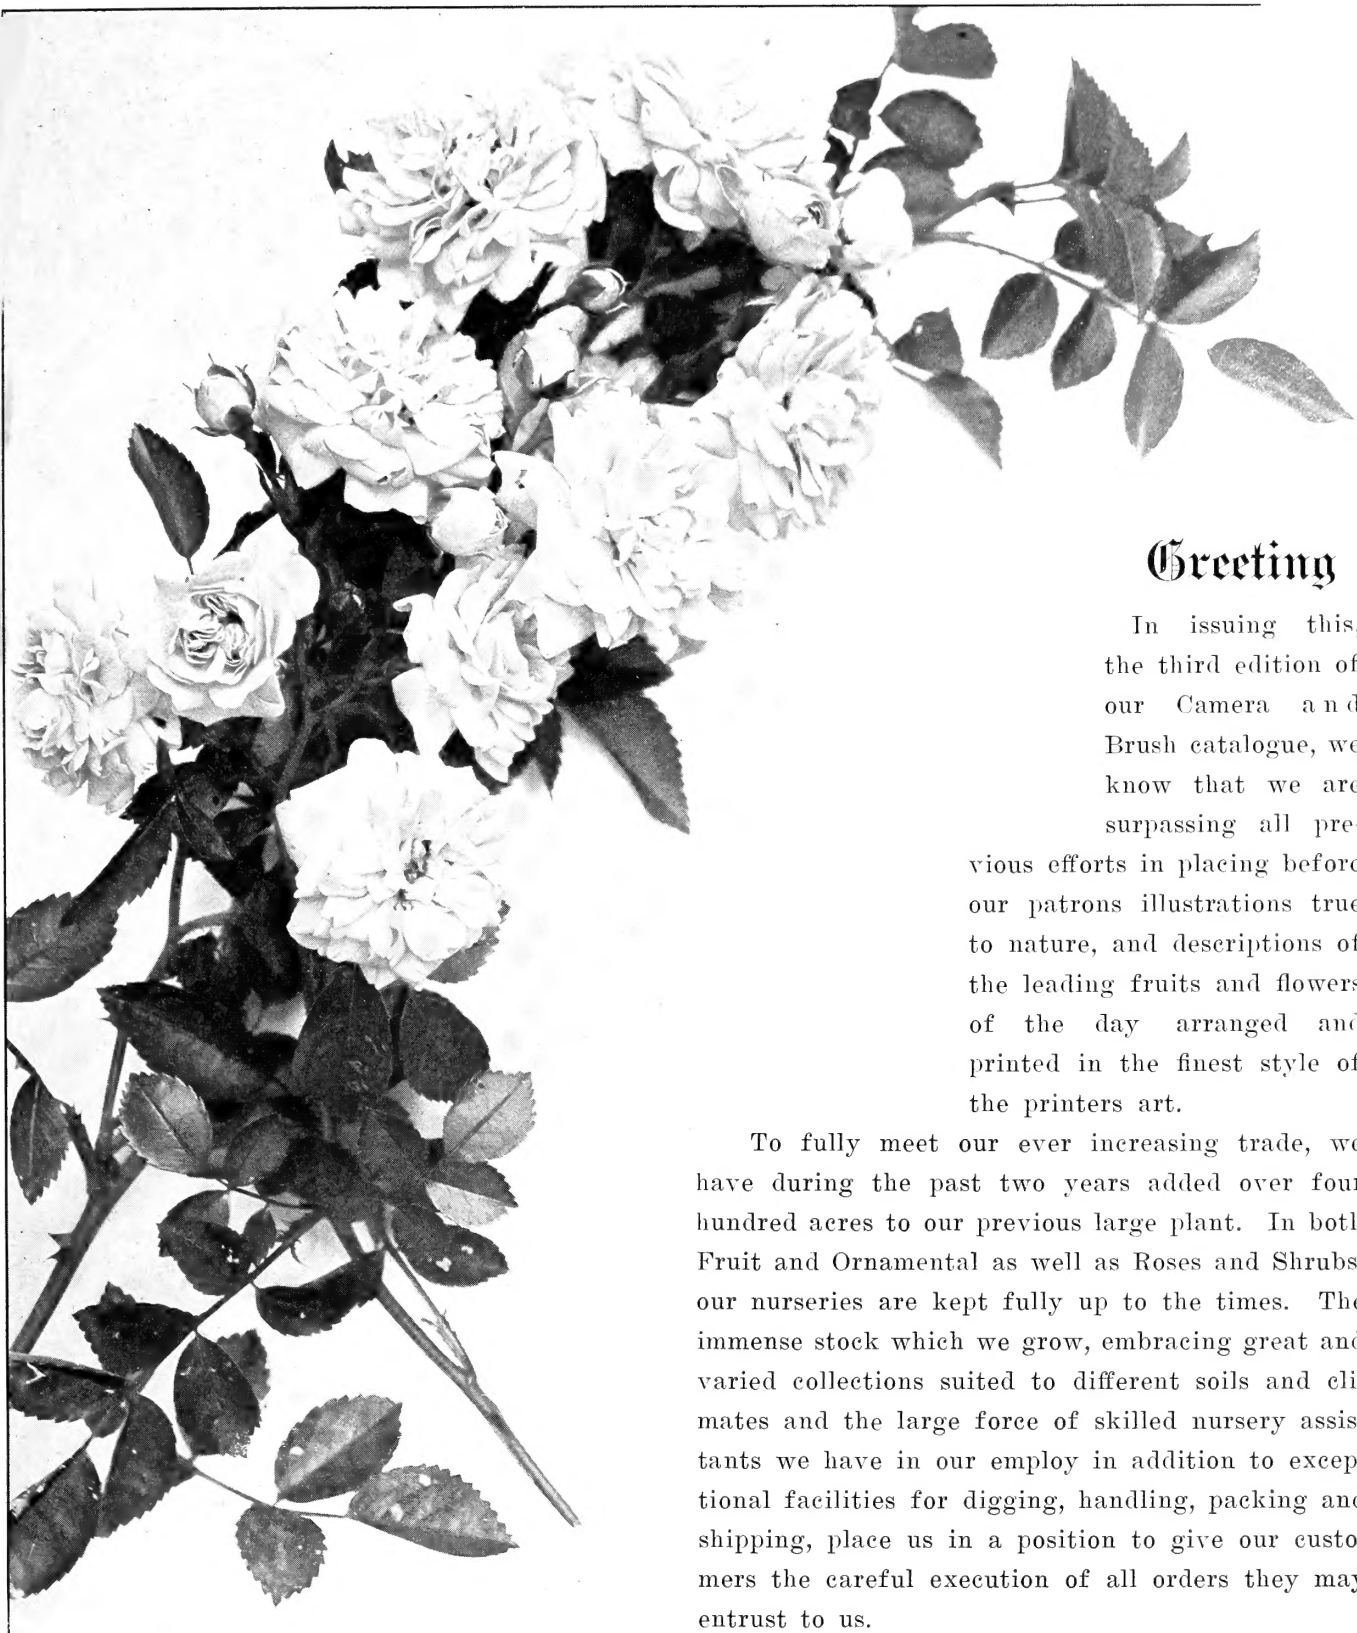 Greeting
In issuing this,
the third edition of
our Camera and
Brush catalogue, we
know that we are
surpassing all pre-
vious efforts in placing before
our patrons illustrations true
to nature, and descriptions of
the leading fruits and flowers
of the day arranged and
printed in the finest style of
the printers art.
To fully meet our ever increasing trade, we
have during the past two years added over four
hundred acres to our previous large plant. In both
Fruit and Ornamental as well as Roses and Shrubs
our nurseries are kept fully up to the times. The
immense stock which we grow, embracing great and
varied collections suited to different soils and cli-
mates and the large force of skilled nursery assis-
tants we have in our employ in addition to excep-
tional facilities for digging, handling, packing and
shipping, place us in a position to give our custo-
mers the careful execution of all orders they may
entrust to us.